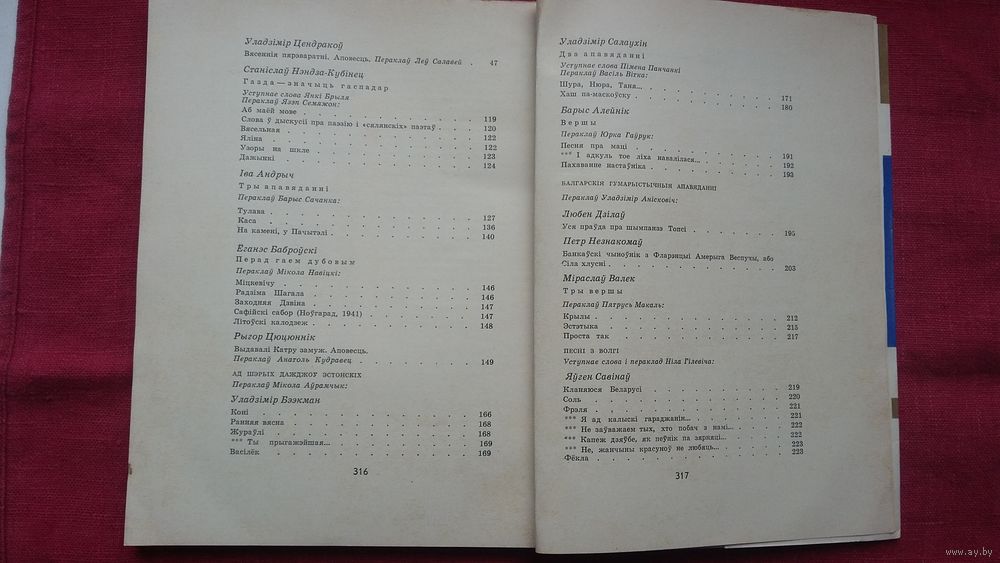 Уладзімір Цендракоў
Вясеннія пярэваратні. Аповесць. Пераклаў Леў Салавей . 47
Станіслаў Нэндза-Кубінец
Газда — значыць гаспадар
Уступнае слова Янкі Брыля
Пераклаў Язэп Семяжон:
Аб маёй мове . . . . . . . . 119
Слова ў дыскусіі пра паэзію і «сялянскіх» паэтаў . . . 120
Вясельная . . . . . . . . 122
Яліна . . . . . . . . 122
Узоры на шкле . . . . . . . . 123
Дажынкі . . . . . . . . 124
Іва Андрыч
Тры апавяданні
Пераклаў Барыс Сачанка:
Тулава . . . . . . . . 127
Каса . . . . . . . . 136
На камені, у Пачытэлі . . . . . . . . 140
Ёганэс Баброўскі
Перад гаем дубовым
Пераклаў Мікола Навіцкі:
Міцкевічу . . . . . . . . 146
Радзіма Шагала . . . . . . . . 146
Заходняя Дзвіна . . . . . . . . 147
Сафійскі сабор (Ноўгарад, 1941) . . . . . . 147
Літоўскі калодзеж . . . . . . . . 148
Рыгор Цюцюннік
Выдавалі Катру замуж. Аповесць.
Пераклаў Анатоль Кудравец . . . . . . 149
АД ШЭРЫХ ДАЖДЖОЎ ЭСТОНСКІХ
Пераклаў Мікола Аўрамчык:
Уладзімір Бээкман
Коні . . . . . . . . 166
Ранняя вясна . . . . . . . . 168
Жураўлі . . . . . . . . 168
*** Ты прыгажэйшая... . . . . . . . 169
Васілёк . . . . . . . . 169
316
Уладзімір Салаухін
Два апавяданні
Уступнае слова Пімена Панчанкі
Пераклаў Васіль Вітка:
Шура, Нюра, Таня... . . . . . . . 171
Хаш па-маскоўску . . . . . . . . 180
Барыс Алейнік
Вершы
Пераклаў Юрка Гаўрук:
Песня пра маці . . . . . . . . 191
*** І адкуль тое ліха навалілася... . . . . . . 192
Пахаванне настаўніка . . . . . . . . 193
БАЛГАРСКІЯ ГУМАРЫСТЫЧНЫЯ АПАВЯДАННІ
Пераклаў Уладзімір Анісковіч:
Любен Дзілаў
Уся праўда пра шымпанзэ Топсі . . . . . . 195
Петр Незнакомаў
Банкаўскі чыноўнік з Фларэнцыі Амерыга Веспучы, або
Сіла хлусні . . . . . . . . 203
Міраслаў Валек
Тры вершы
Пераклаў Пятрусь Макаль:
Крылы . . . . . . . . 212
Эстэтыка . . . . . . . . 215
Проста так . . . . . . . . 217
ПЕСНІ З ВОЛГІ
Уступнае слова і пераклад Ніла Гілевіча:
Яўген Савінаў
Кланяюся Беларусі . . . . . . . . 219
Соль . . . . . . . . 220
Фрэля . . . . . . . . 221
*** Я ад калыскі гараджанін... . . . . . . 221
*** Не заўважаем тых, хто побач з намі... . . . . 222
*** Капеж дзяўбе, як пеўнік па зярняці... . . . . 222
*** Не, жанчыны красуноў не любяць... . . . . 223
Фёкла . . . . . . . . 223
317
www.ay.by